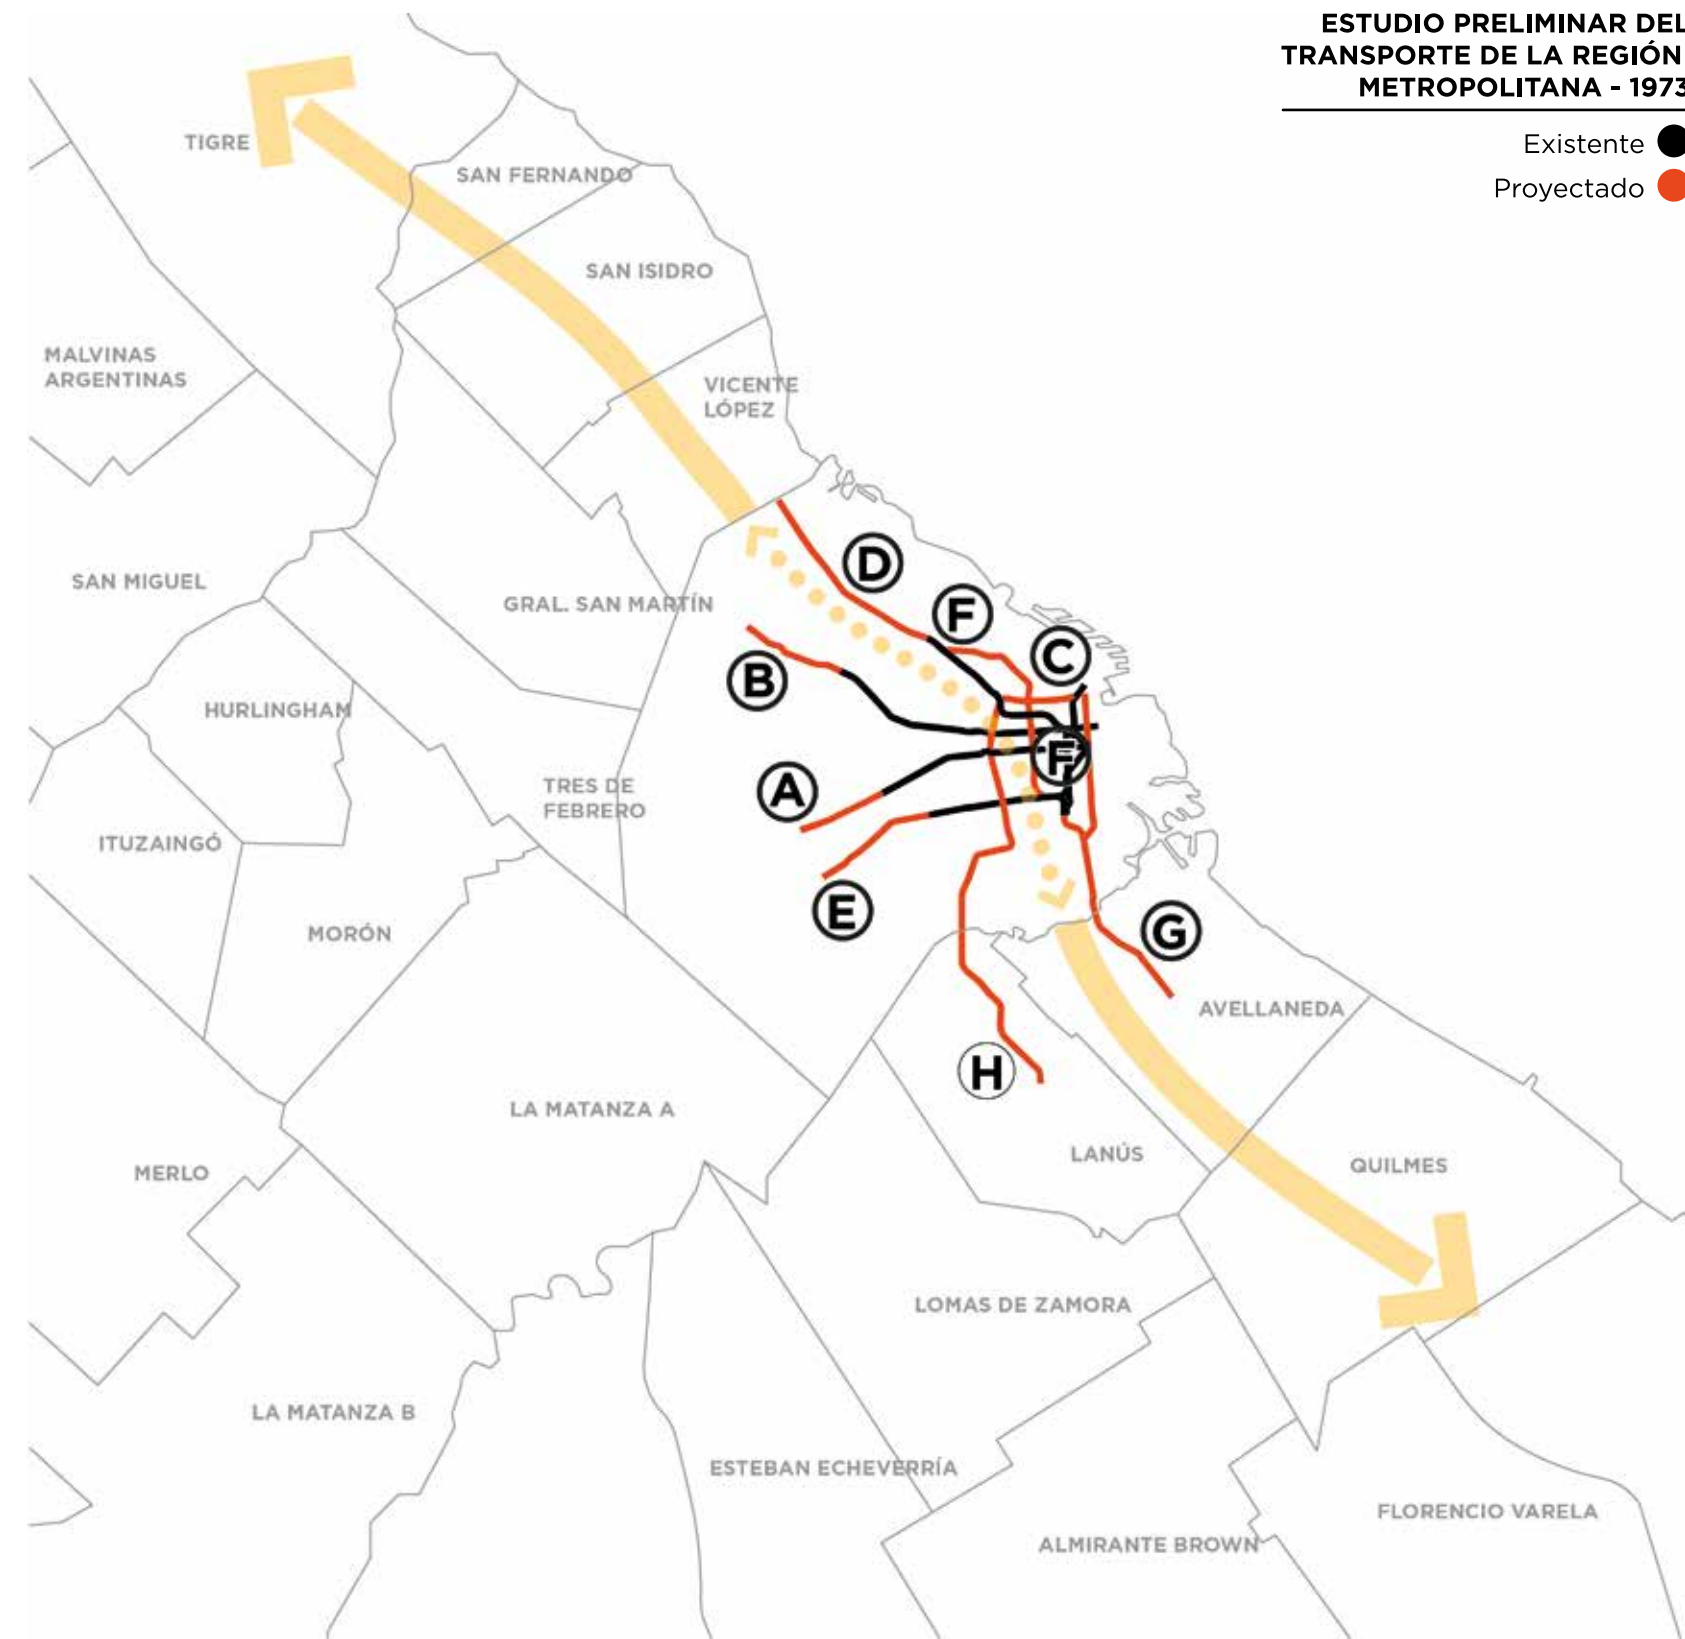 ESTUDIO PRELIMINAR DEL
TRANSPORTE DE LA REGIÓN
METROPOLITANA - 1973
Existente
Proyectado
TIGRE
SAN FERNANDO
SAN ISIDRO
MALVINAS
ARGENTINAS
VICENTE
LÓPEZ
SAN MIGUEL
GRAL. SAN MARTÍN
D
F
C
B
HURLINGHAM
F
TRES DE
FEBRERO
A
ITUZAINGÓ
E
MORÓN
G
AVELLANEDA
H
LA MATANZA A
LANÚS
QUILMES
MERLO
LOMAS DE ZAMORA
LA MATANZA B
ESTEBAN ECHEVERRÍA
FLORENCIO VARELA
ALMIRANTE BROWN